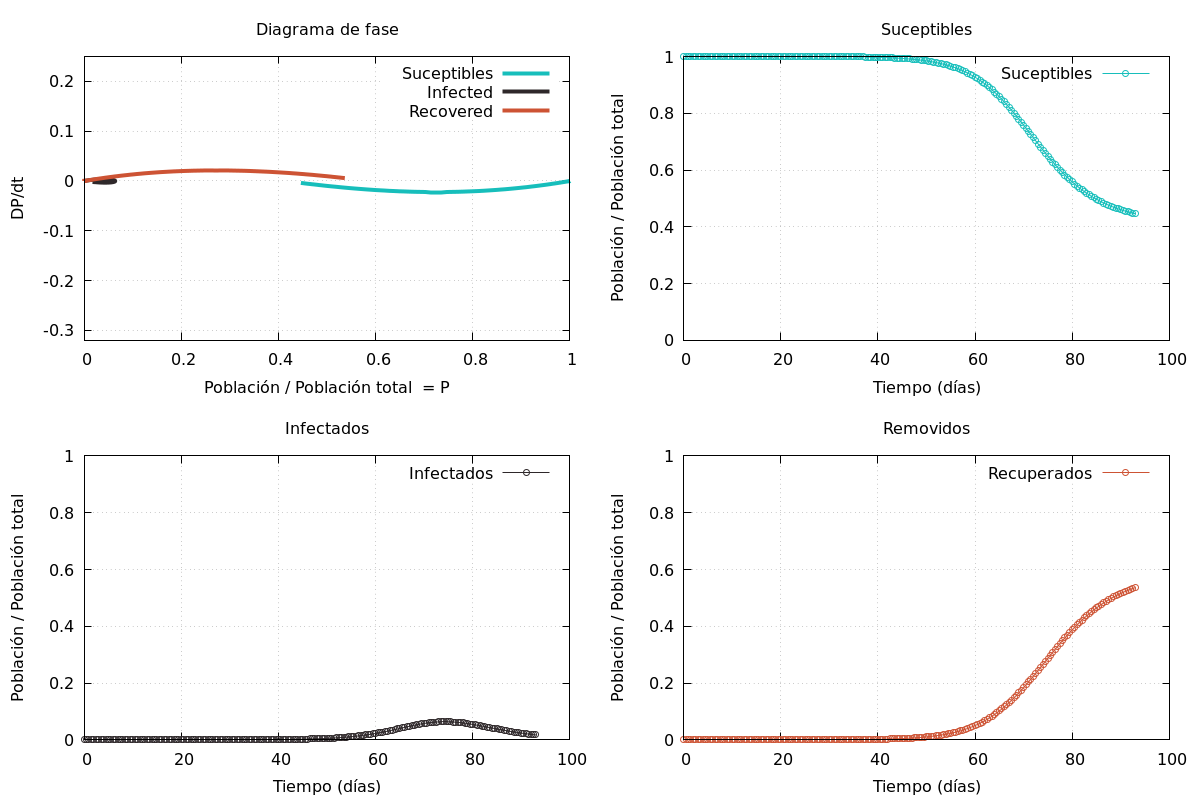 Diagrama de fase
Suceptibles
Infected
Recovered
0.2
0.1
0
-0.1
-0.2
-0.3
DP/dt
0 0.2 0.4 0.6 0.8 1
Población / Población total = P
Suceptibles
Suceptibles
1
0.8
0.6
0.4
0.2
0
Población / Población total
0 20 40 60 80 100
Tiempo (días)
Infectados
Infectados
1
0.8
0.6
0.4
0.2
0
Población / Población total
0 20 40 60 80 100
Tiempo (días)
Removidos
Recuperados
1
0.8
0.6
0.4
0.2
0
Población / Población total
0 20 40 60 80 100
Tiempo (días)